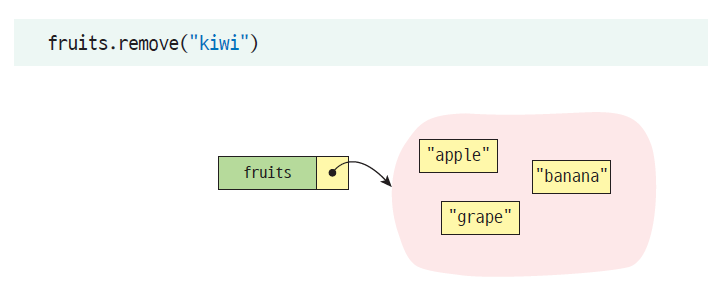 fruits.remove("kiwi")
fruits
"apple"
"banana"
"grape"